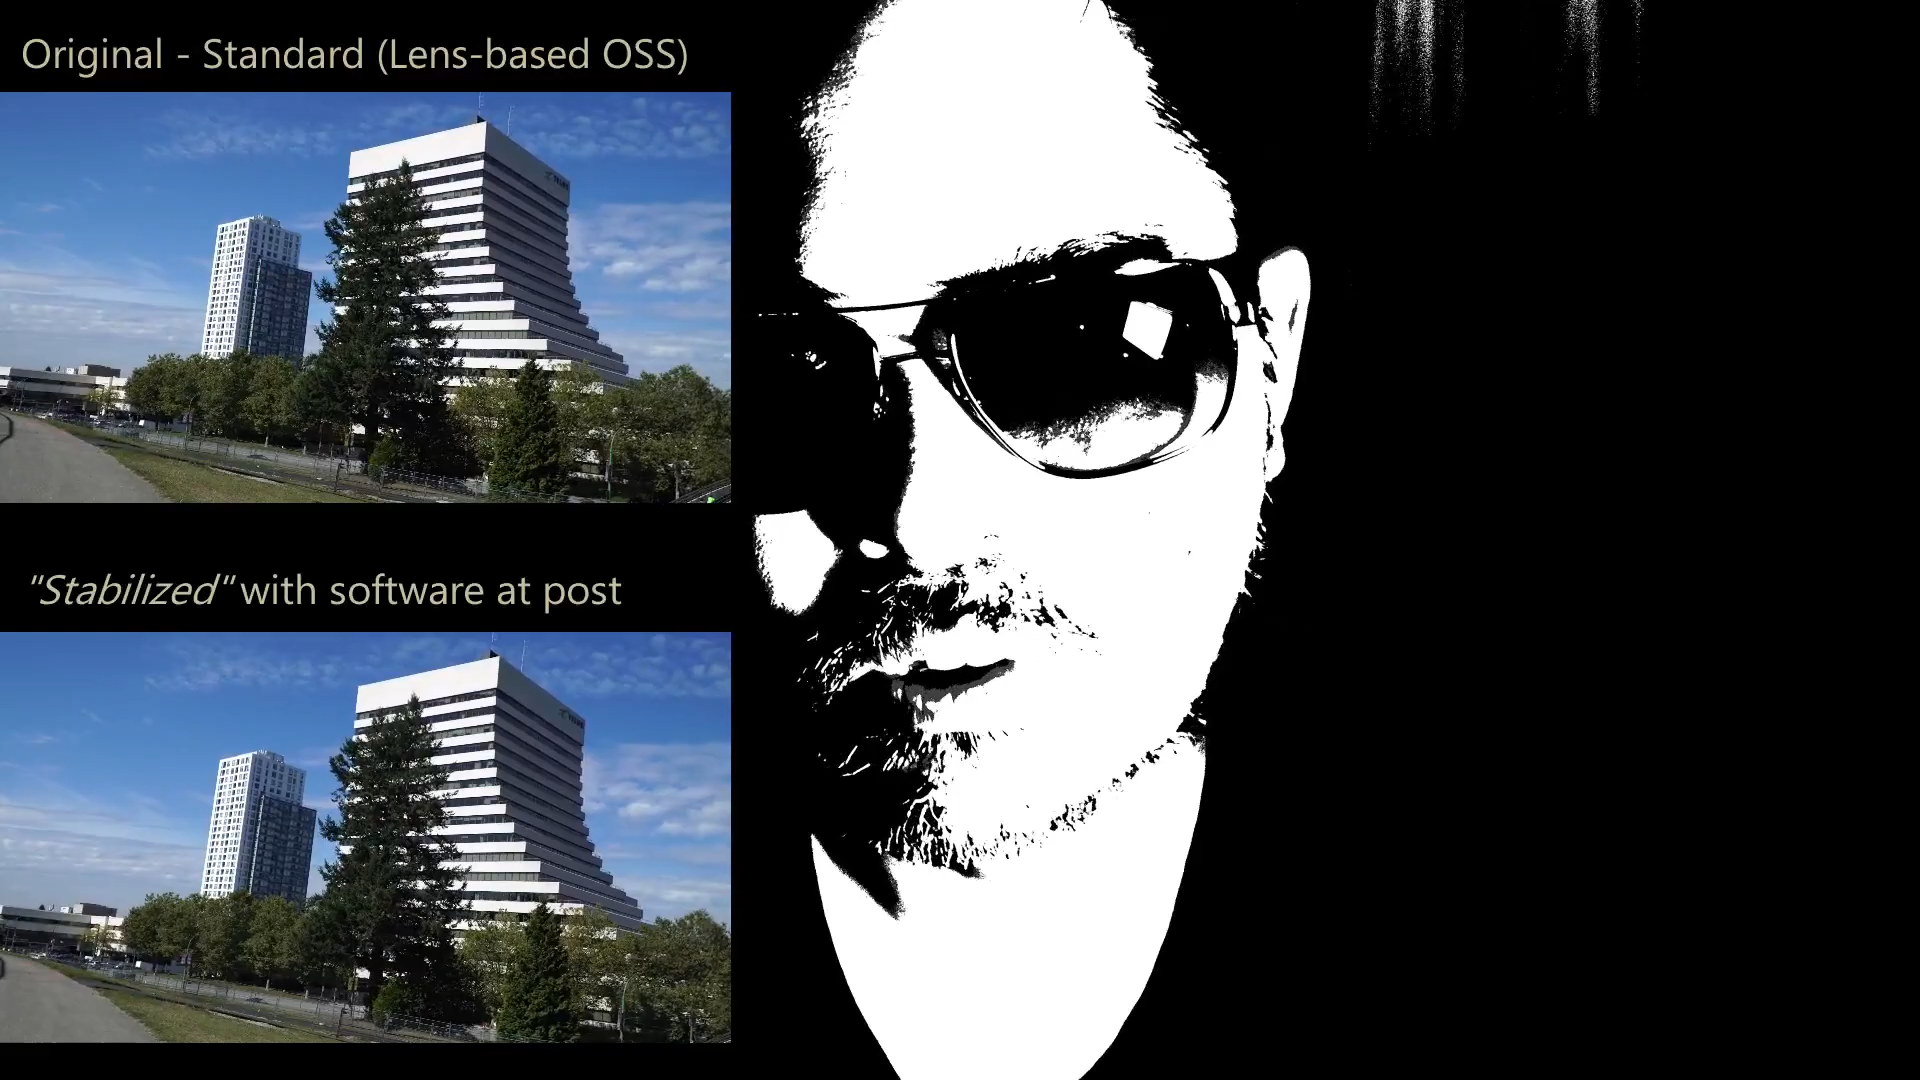 Original - Standard (Lens-based OSS)
"Stabilized" with software at post